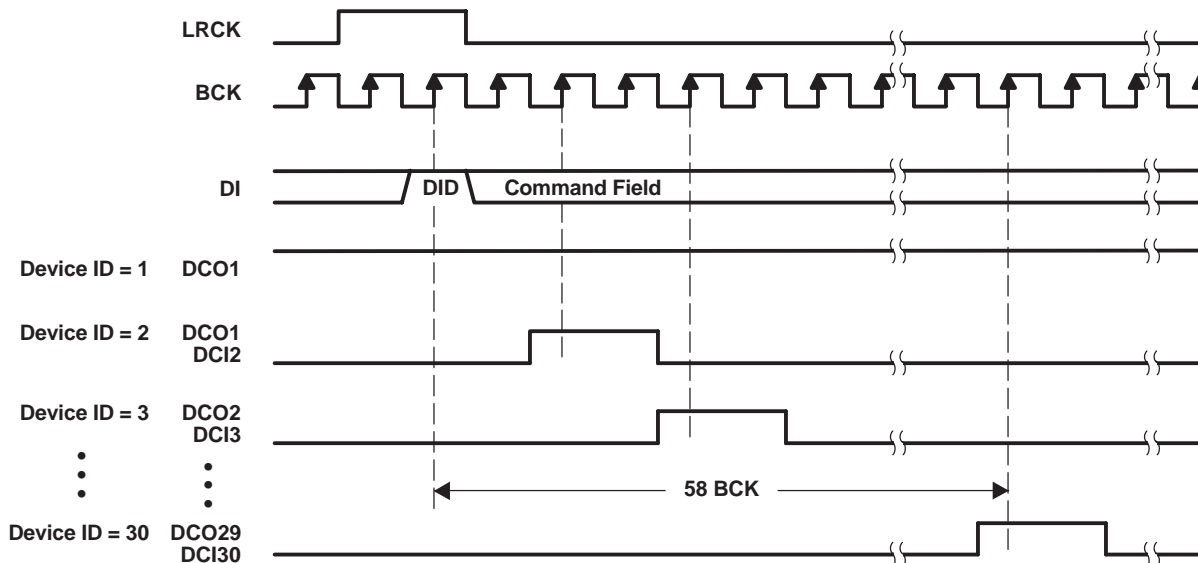 LRCK
BCK
DI
DID
Command Field
Device ID = 1 DCO1
Device ID = 2 DCO1
DCI2
Device ID = 3 DCO2
DCI3
58 BCK
Device ID = 30 DCO29
DCI30